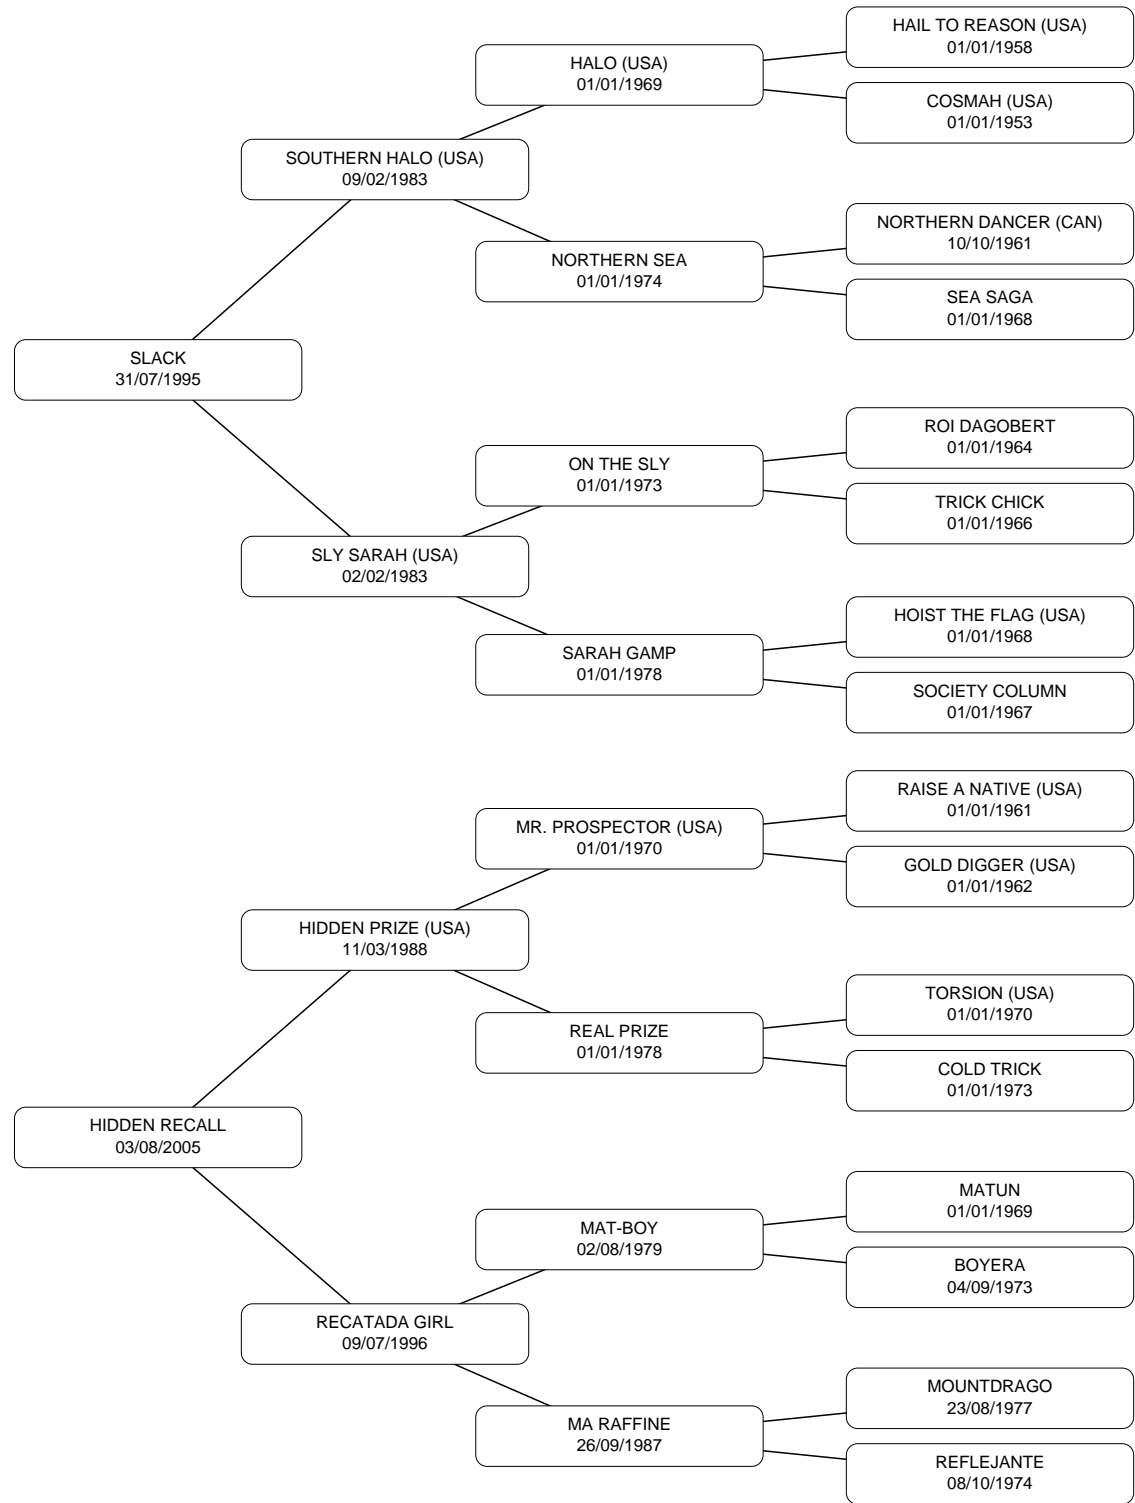 HAIL TO REASON (USA)
01/01/1958
HALO (USA)
01/01/1969
COSMAH (USA)
01/01/1953
SOUTHERN HALO (USA)
09/02/1983
NORTHERN DANCER (CAN)
10/10/1961
NORTHERN SEA
01/01/1974
SEA SAGA
01/01/1968
SLACK
31/07/1995
ROI DAGOBERT
01/01/1964
ON THE SLY
01/01/1973
TRICK CHICK
01/01/1966
SLY SARAH (USA)
02/02/1983
HOIST THE FLAG (USA)
01/01/1968
SARAH GAMP
01/01/1978
SOCIETY COLUMN
01/01/1967
RAISE A NATIVE (USA)
01/01/1961
MR. PROSPECTOR (USA)
01/01/1970
GOLD DIGGER (USA)
01/01/1962
HIDDEN PRIZE (USA)
11/03/1988
TORSION (USA)
01/01/1970
REAL PRIZE
01/01/1978
COLD TRICK
01/01/1973
HIDDEN RECALL
03/08/2005
MATUN
01/01/1969
MAT-BOY
02/08/1979
BOYERA
04/09/1973
RECATADA GIRL
09/07/1996
MOUNTDRAGO
23/08/1977
MA RAFFINE
26/09/1987
REFLEJANTE
08/10/1974